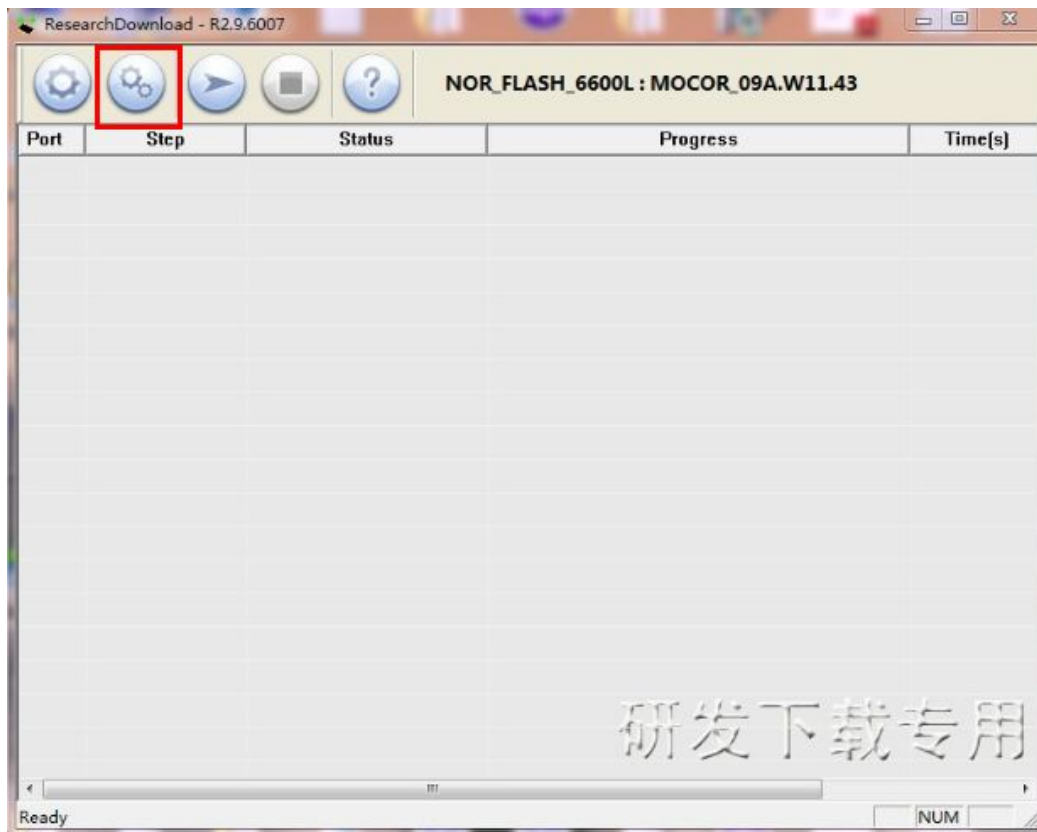 ResearchDownload - R2.9.6007
? NOR_FLASH_6600L : MOCOR_09A.W11.43
Port Step Status Progress Time(s)
研发下载专用
Ready NUM